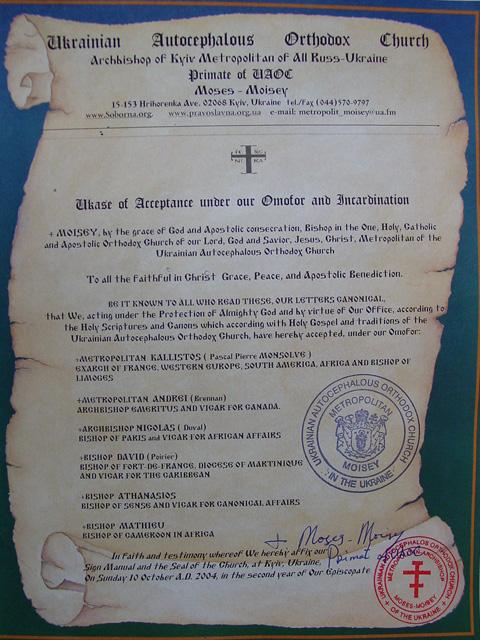 Ukrainian Autocephalous Orthodox Church
Archbishop of Kyiv Metropolitan of All Russ-Ukraine
Primate of UAOC
Moses - Moisey
15-153 Hrihorenka Ave. 02068 Kyiv, Ukraine tel/fax (044)570-9797
www.Soborna.org. www.pravoslavna.org.ua e-mail: metropolit_moisey@ua.fm
Ukase of Acceptance under our Omofor and Incardination
+ MOISEY, by the grace of God and Apostolic consecration, Bishop in the One, Holy, Catholic
and Apostolic Orthodox Church of our Lord, God and Savior, Jesus, Christ, Metropolitan of the
Ukrainian Autocephalous Orthodox Church
To all the faithful in Christ Grace, Peace, and Apostolic Benediction.
BE IT KNOWN TO ALL WHO READ THESE, OUR LETTERS CANONICAL,
that We, acting under the Protection of Almighty God and by virtue of Our Office, according to
the Holy Scriptures and Canons which according with Holy Gospel and traditions of the
Ukrainian Autocephalous Orthodox Church, have hereby accepted, under our Omofor:
+METROPOLITAN KALLISTOS ( Pascal Pierre MONSOLVE )
EXARCH OF FRANCE, WESTERN EUROPE, SOUTH AMERICA, AFRICA AND BISHOP OF
LIMOGES
+METROPOLITAN ANDREI (Brennan)
ARCHBISHOP EMERITUS AND VICAR FOR CANADA.
+ARCHBISHOP NICOLAS ( Duval)
BISHOP OF PARIS and VICAR FOR AFRICAN AFFAIRS
+BISHOP DAVID (Poirier)
BISHOP OF FORT-DE-FRANCE, DIOCESE OF MARTINIQUE
AND VICAR FOR THE CARIBBEAN
+BISHOP ATHANASIOS
BISHOP OF SENSE AND VICAR FOR CANONICAL AFFAIRS
+BISHOP MATHIEU
BISHOP OF CAMEROON IN AFRICA
UKRAINIAN AUTOCEPHALOUS ORTHODOX CHURCH
METROPOLITAN
MOISEY
IN THE UKRAINE
+ Moses-Moisey
Primat
In Faith and testimony whereof We hereby affix our
Sign Manual and the Seal of the Church, at Kyiv, Ukraine,
On Sunday 10 October A.D. 2004, in the second year of our Episcopate
MOSES-MOISEY
OF THE UKRAINE